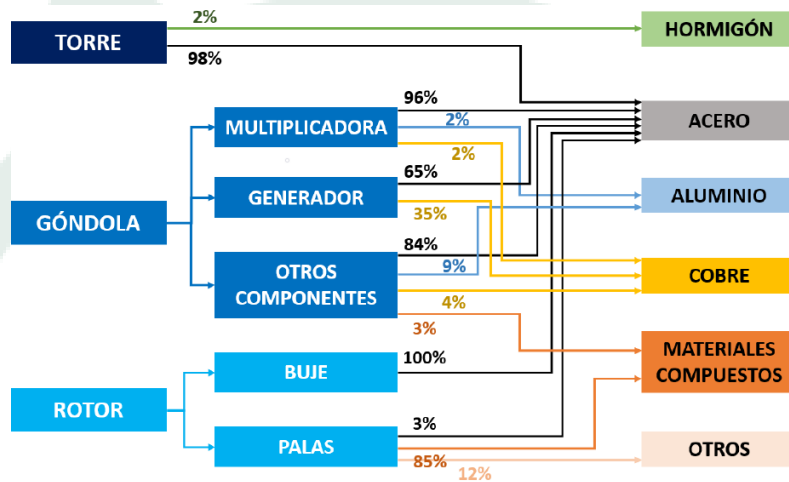 2%
TORRE
98%
HORMIGÓN
96%
MULTIPLICADORA
2%
2%
ACERO
65%
GENERADOR
35%
ALUMINIO
GÓNDOLA
84%
OTROS
COMPONENTES
9%
4%
3%
COBRE
100%
BUJE
MATERIALES
COMPUESTOS
ROTOR
3%
PALAS
85%
12%
OTROS